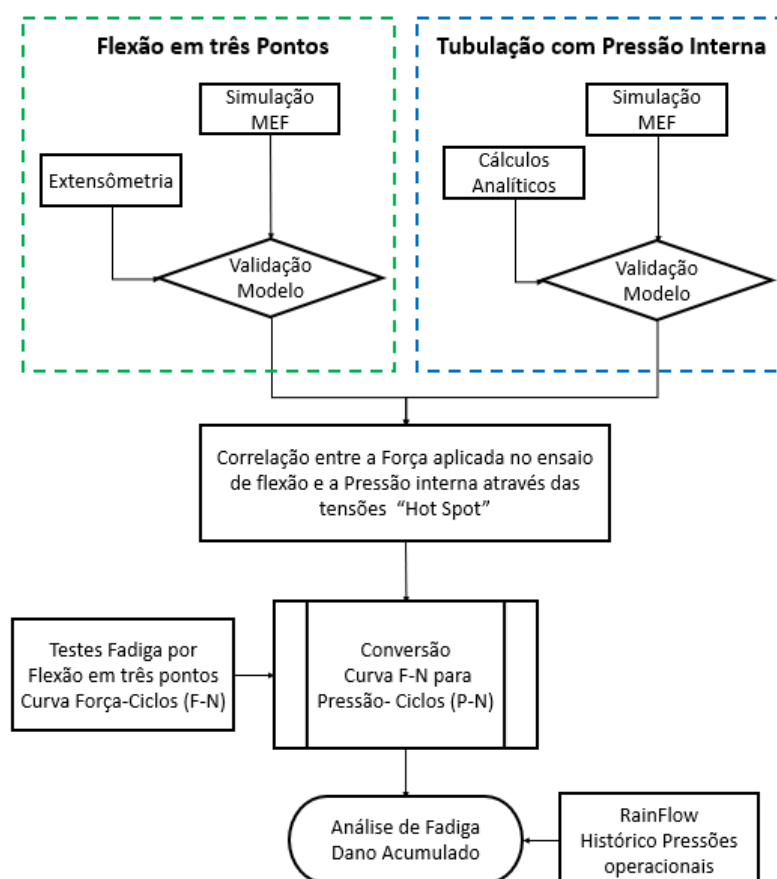 Flexão em três Pontos
Simulação
MEF
Extensômetria
Validação
Modelo
Tubulação com Pressão Interna
Simulação
MEF
Cálculos
Analíticos
Validação
Modelo
Correlação entre a Força aplicada no ensaio
de flexão e a Pressão interna através das
tensões “Hot Spot”
Testes Fadiga por
Flexão em três pontos
Curva Força-Ciclos (F-N)
Conversão
Curva F-N para
Pressão- Ciclos (P-N)
Análise de Fadiga
Dano Acumulado
RainFlow
Histórico Pressões
operacionais